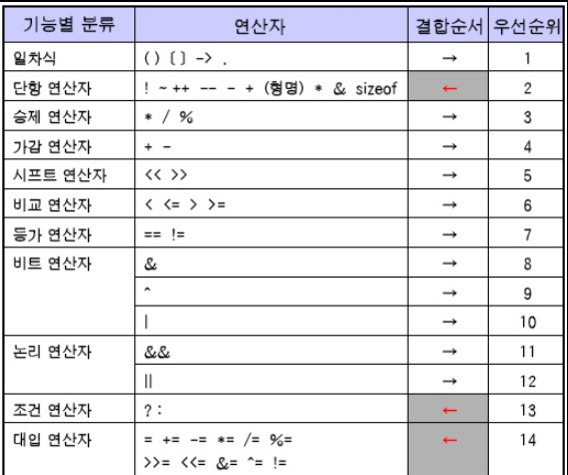 기능별 분류 연산자 결합순서 우선순위
일차식 ( ) [ ] -> . → 1
단항 연산자 ! ~ ++ -- - + (형명) * & sizeof ← 2
승제 연산자 * / % → 3
가감 연산자 + - → 4
시프트 연산자 << >> → 5
비교 연산자 < <= > >= → 6
등가 연산자 == != → 7
비트 연산자 & → 8
^ → 9
| → 10
논리 연산자 && → 11
|| → 12
조건 연산자 ? : ← 13
대입 연산자 = += -= *= /= %= ← 14
>>= <<= &= ^= !=